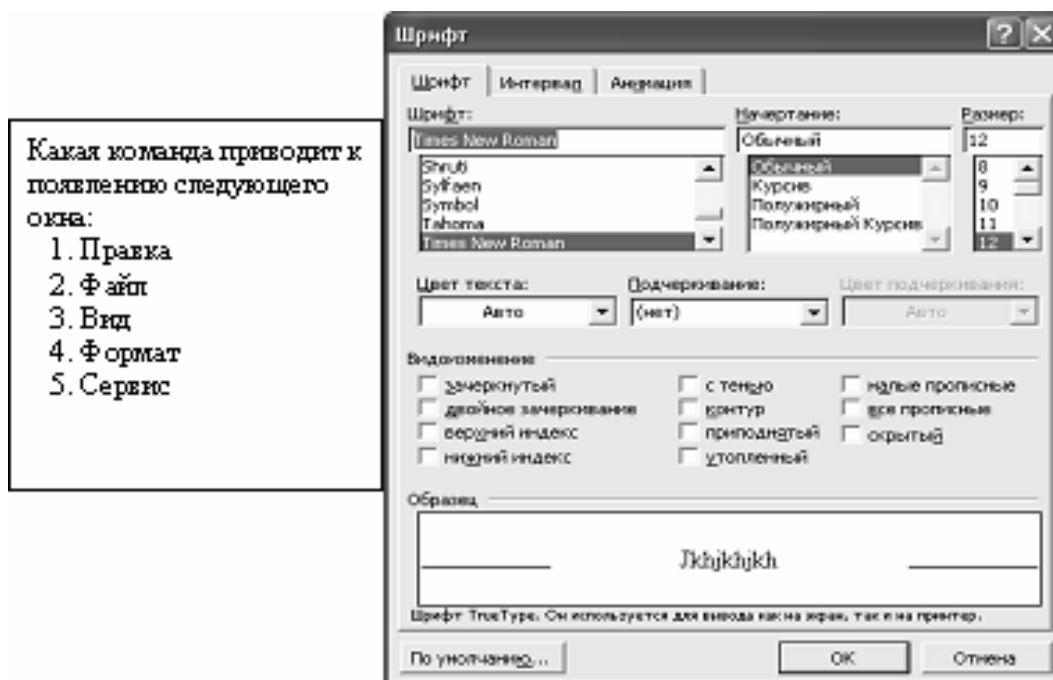 Какая команда приводит к
появлению следующего
окна:
1. Правка
2. Файл
3. Вид
4. Формат
5. Сервис
Шрифт
Шрифт Интервал Анимация
Шрифт: Начертание: Размер:
Times New Roman Обычный 12
Shruti Обычный 8
Sylfaen Курсив 9
Symbol Полужирный 10
Tahoma Полужирный Курсив 11
Times New Roman 12
Цвет текста: Подчеркивание: Цвет подчеркивания:
Авто (нет) Авто
Видоизменение
зачеркнутый с тенью малые прописные
двойное зачеркивание контур все прописные
верхний индекс приподнятый скрытый
нижний индекс утопленный
Образец
Jkhjkhjkh
Шрифт TrueType. Он используется для вывода как на экран, так и на принтер.
По умолчанию... ОК Отмена